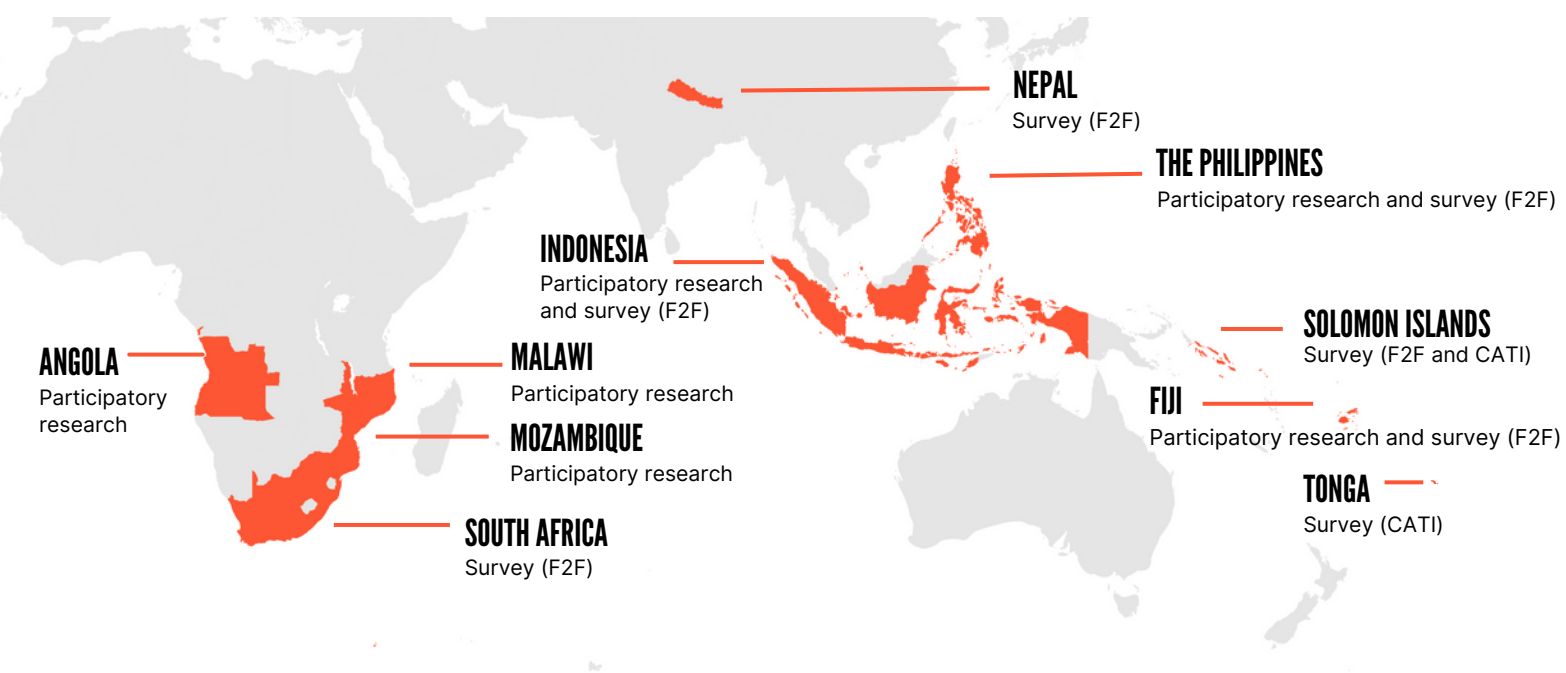 NEPAL
Survey (F2F)
THE PHILIPPINES
Participatory research and survey (F2F)
INDONESIA
Participatory research
and survey (F2F)
SOLOMON ISLANDS
Survey (F2F and CATI)
ANGOLA
Participatory
research
MALAWI
Participatory research
FIJI
Participatory research and survey (F2F)
MOZAMBIQUE
Participatory research
TONGA
Survey (CATI)
SOUTH AFRICA
Survey (F2F)